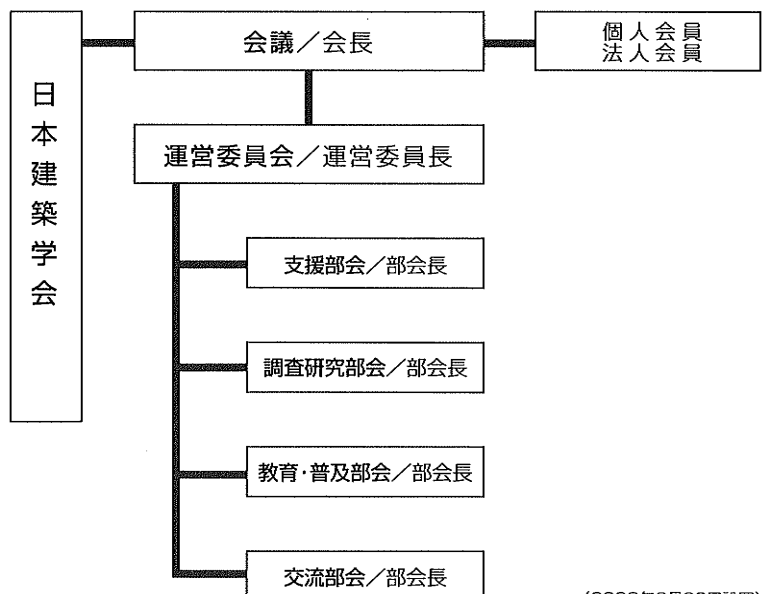 日本建築学会
会議／会長
個人会員
法人会員
運営委員会／運営委員長
支援部会／部会長
調査研究部会／部会長
教育・普及部会／部会長
交流部会／部会長